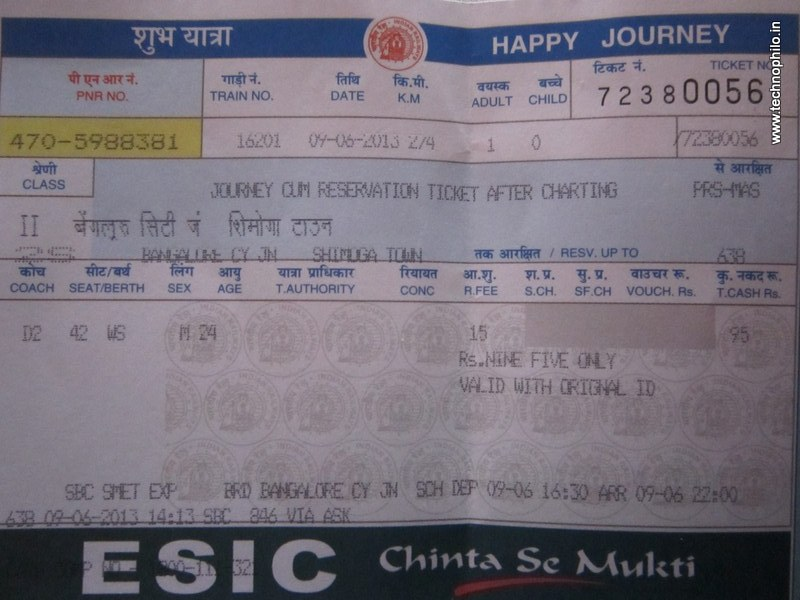 शुभ यात्रा HAPPY JOURNEY
www.technophilo.in
पी एन आर नं. गाड़ी नं. तिथि कि.मी. वयस्क बच्चे टिकट नं. TICKET NO.
PNR NO. TRAIN NO. DATE K.M ADULT CHILD 72380056
470-5988381 16201 09-06-2013 274 1 0 /72380056
श्रेणी से आरक्षित
CLASS JOURNEY CUM RESERVATION TICKET AFTER CHARTING PRS-MAS
II बेंगलूरु सिटी जं शिमोगा टाउन
BANGALORE CY JN SHIMOGA TOWN तक आरक्षित / RESV. UP TO 638
कोच सीट/बर्थ लिंग आयु यात्रा प्राधिकार रियायत आ.शु. श.प्र. सु.प्र. वाउचर रू. कु. नकद रू.
COACH SEAT/BERTH SEX AGE T.AUTHORITY CONC R.FEE S.CH. SF.CH VOUCH. Rs. T.CASH Rs.
D2 42 WS M 24 15 95
Rs.NINE FIVE ONLY
VALID WITH ORIGNAL ID
SBC SMET EXP BRD BANGALORE CY JN SCH DEP 09-06 16:30 ARR 09-06 22:00
638 09-06-2013 14:13 SBC 846 VIA ASK
ESIC Chinta Se Mukti